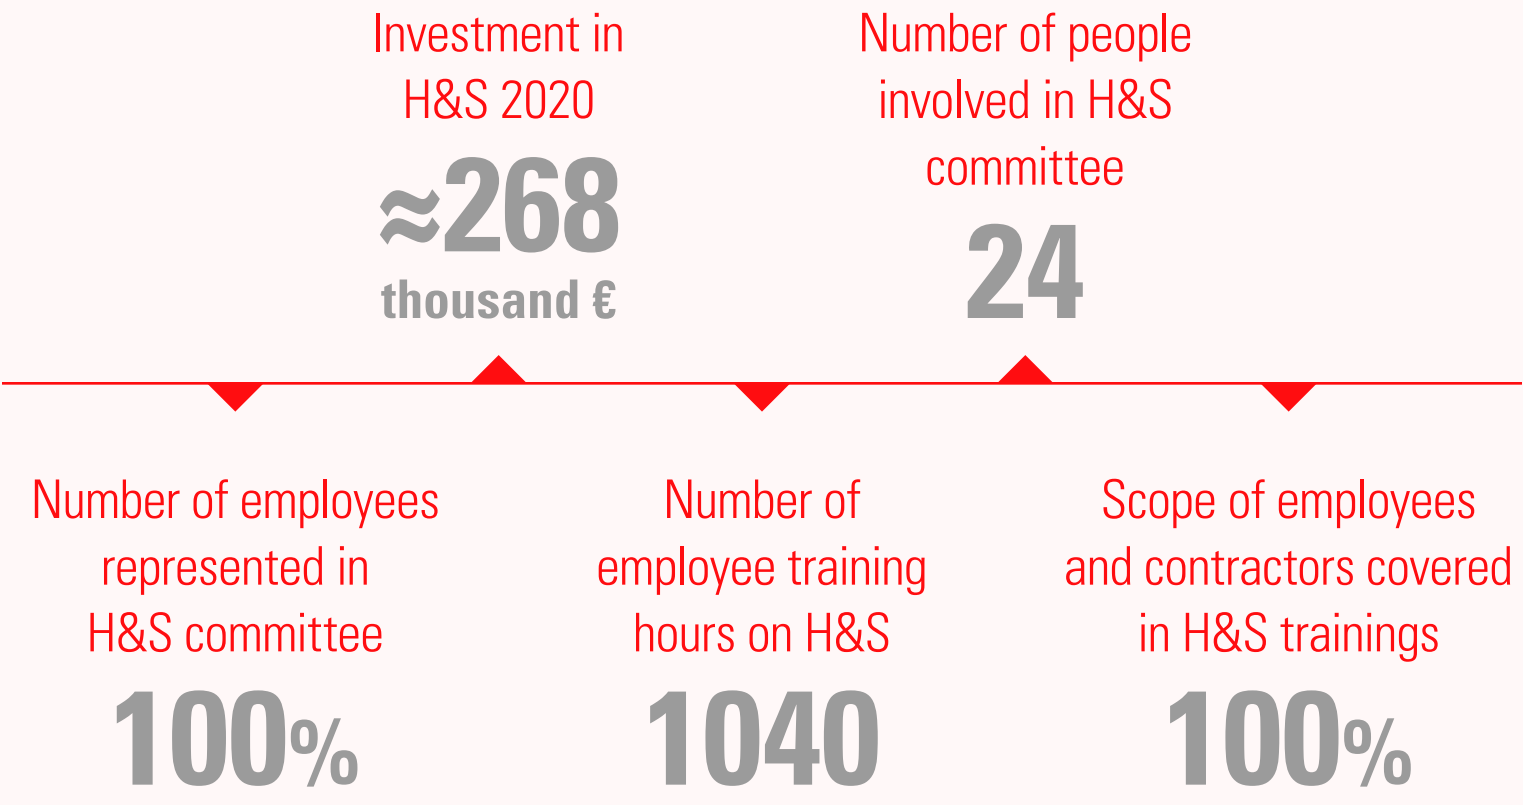 Investment in
H&S 2020
≈268
thousand €
Number of people
involved in H&S
committee
24
Number of employees
represented in
H&S committee
100%
Number of
employee training
hours on H&S
1040
Scope of employees
and contractors covered
in H&S trainings
100%